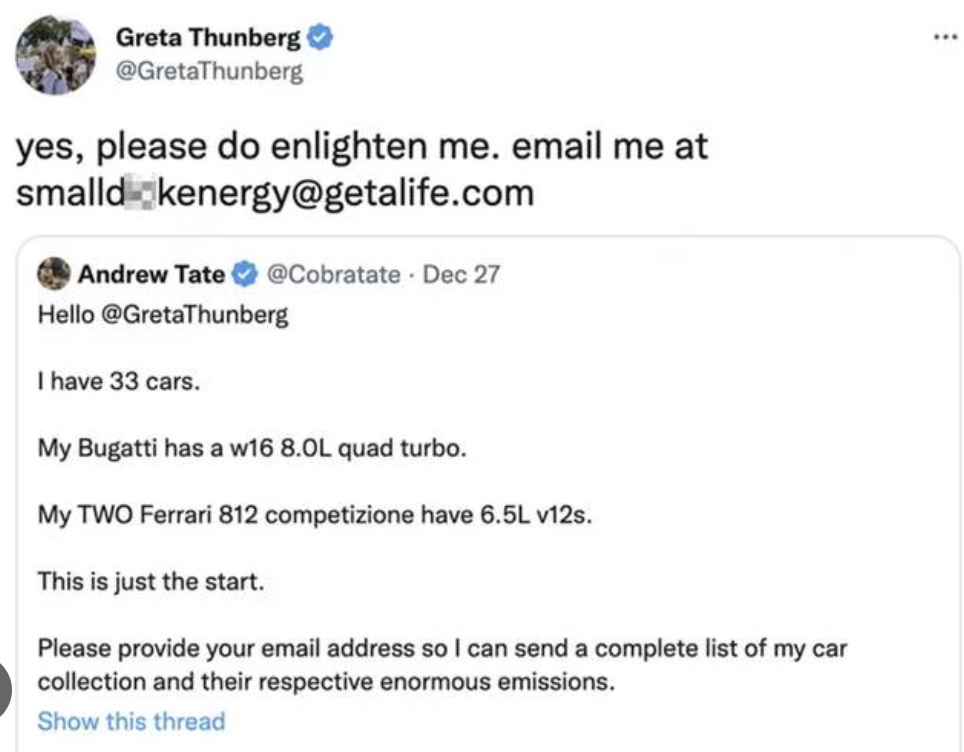 Greta Thunberg
@GretaThunberg
yes, please do enlighten me. email me at
smalld kenergy@getalife.com
Andrew Tate @Cobratate · Dec 27
Hello @GretaThunberg
I have 33 cars.
My Bugatti has a w16 8.0L quad turbo.
My TWO Ferrari 812 competizione have 6.5L v12s.
This is just the start.
Please provide your email address so I can send a complete list of my car
collection and their respective enormous emissions.
Show this thread